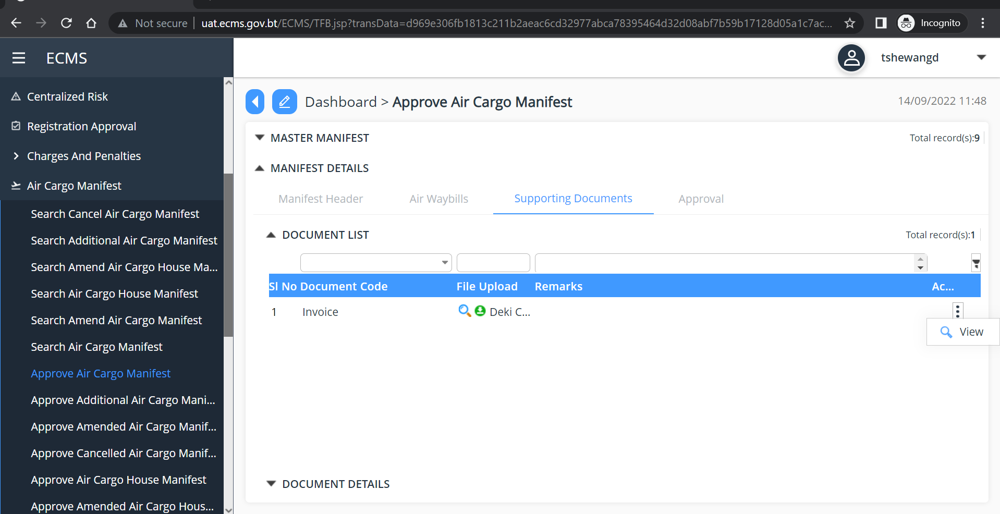 Not secure
uat.ecms.gov.bt/ECMS/TFB.jsp?transData=d969e306fb1813c211b2aeac6cd32977abca78395464d32d08abf7b59b17128d05a1c7ac...
Incognito
ECMS
tshewangd
Centralized Risk
Registration Approval
Charges And Penalties
Air Cargo Manifest
Search Cancel Air Cargo Manifest
Search Additional Air Cargo Manifest
Search Amend Air Cargo House Ma...
Search Air Cargo House Manifest
Search Amend Air Cargo Manifest
Search Air Cargo Manifest
Approve Air Cargo Manifest
Approve Additional Air Cargo Mani...
Approve Amended Air Cargo Manif...
Approve Cancelled Air Cargo Manif...
Approve Air Cargo House Manifest
Approve Amended Air Cargo Hous...
Dashboard > Approve Air Cargo Manifest
14/09/2022 11:48
MASTER MANIFEST
Total record(s):9
MANIFEST DETAILS
Manifest Header Air Waybills Supporting Documents Approval
DOCUMENT LIST
Total record(s):1
Sl No Document Code File Upload Remarks Ac...
1 Invoice Deki C...
View
DOCUMENT DETAILS